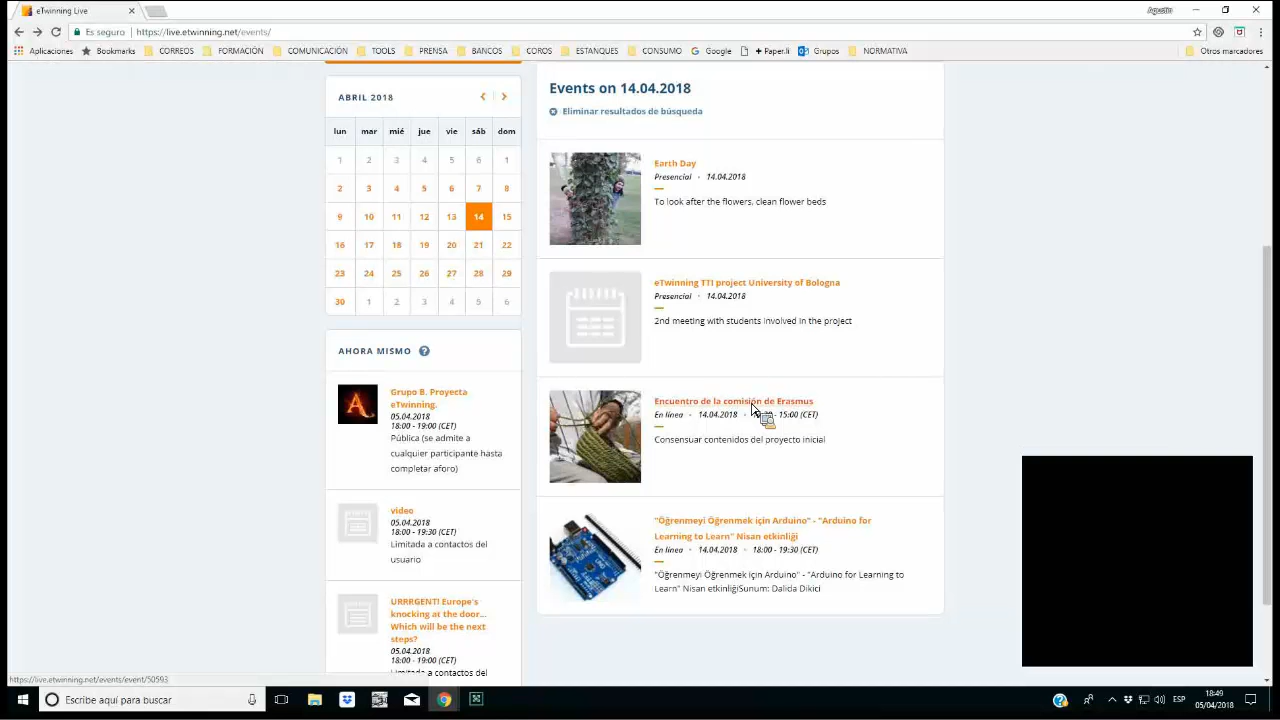 eTwinning Live
Agustín
Es seguro
https://live.etwinning.net/events/
Aplicaciones
Bookmarks
CORREOS
FORMACIÓN
COMUNICACIÓN
TOOLS
PRENSA
BANCOS
COROS
ESTANQUES
CONSUMO
Google
+ Paper.li
Grupos
NORMATIVA
Otros marcadores
ABRIL 2018
lun mar mié jue vie sáb dom
1 2 3 4 5 6 1
2 3 4 5 6 7 8
9 10 11 12 13 14 15
16 17 18 19 20 21 22
23 24 25 26 27 28 29
30 1 2 3 4 5 6
AHORA MISMO ?
Grupo B. Proyecta
eTwinning.
05.04.2018
18:00 - 19:00 (CET)
Pública (se admite a
cualquier participante hasta
completar aforo)
video
05.04.2018
18:00 - 19:30 (CET)
Limitada a contactos del
usuario
URRRGENT! Europe's
knocking at the door...
Which will be the next
steps?
05.04.2018
18:00 - 19:00 (CET)
Limitada a contactos del
Events on 14.04.2018
Eliminar resultados de búsqueda
Earth Day
Presencial • 14.04.2018
To look after the flowers, clean flower beds
eTwinning TTI project University of Bologna
Presencial • 14.04.2018
2nd meeting with students involved in the project
Encuentro de la comisión de Erasmus
En línea • 14.04.2018 • - 15:00 (CET)
Consensuar contenidos del proyecto inicial
"Öğrenmeyi Öğrenmek için Arduino" - "Arduino for
Learning to Learn" Nisan etkinliği
En línea • 14.04.2018 • 18:00 - 19:30 (CET)
"Öğrenmeyi Öğrenmek için Arduino" - "Arduino for Learning to
Learn" Nisan etkinliğiSunum: Dalida Dikici
https://live.etwinning.net/events/event/50593
Escribe aquí para buscar
ESP
18:49
05/04/2018